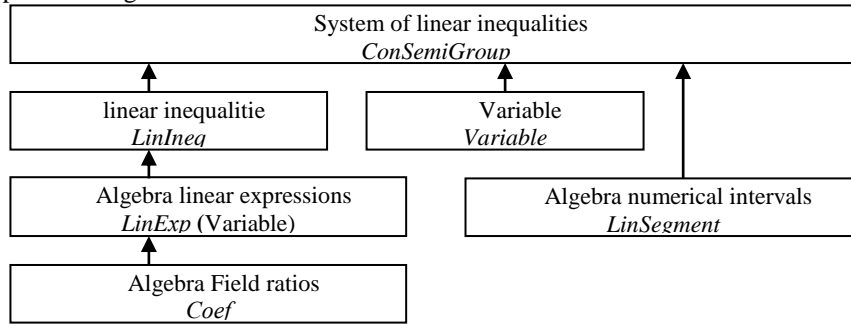 System of linear inequalities
ConSemiGroup
linear inequalitie
LinIneq
Variable
Variable
Algebra linear expressions
LinExp (Variable)
Algebra numerical intervals
LinSegment
Algebra Field ratios
Coef